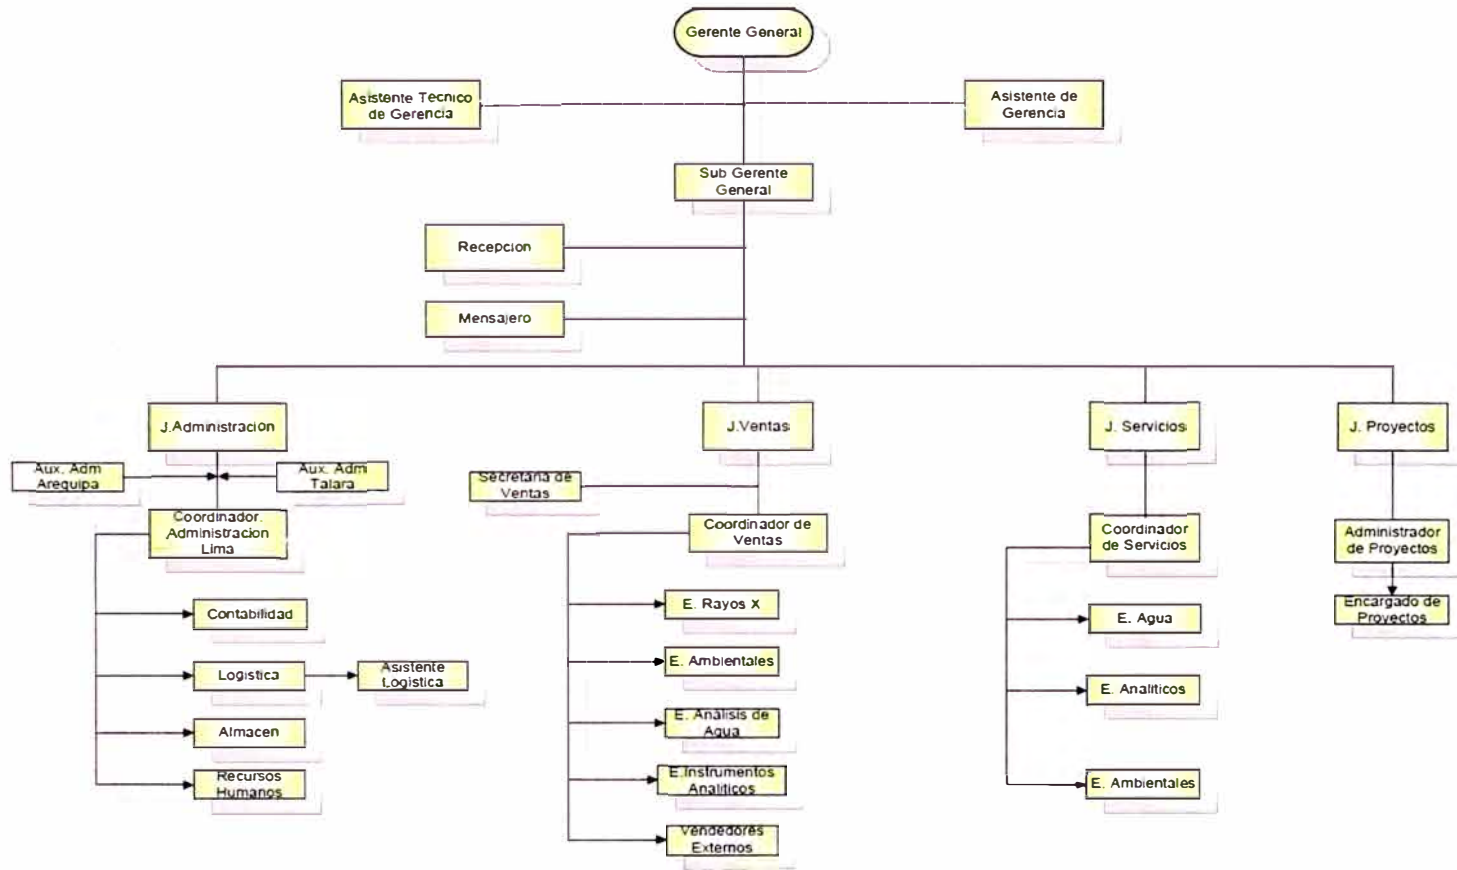 Gerente General
Asistente Tecnico
de Gerencia
Asistente de
Gerencia
Sub Gerente
General
Recepcion
Mensajero
J.Administracion
J.Ventas
J. Servicios
J. Proyectos
Aux. Adm
Arequipa
Aux. Adm
Talara
Secretaria de
Ventas
Coordinador.
Administracion
Lima
Coordinador de
Ventas
Coordinador
de Servicios
Administrador
de Proyectos
Contabilidad
Logistica
Asistente
Logistica
Almacen
Recursos
Humanos
E. Rayos X
E. Ambientales
E. Análisis de
Agua
E.Instrumentos
Analiticos
Vendedores
Externos
E. Agua
E. Analiticos
E. Ambientales
Encargado de
Proyectos